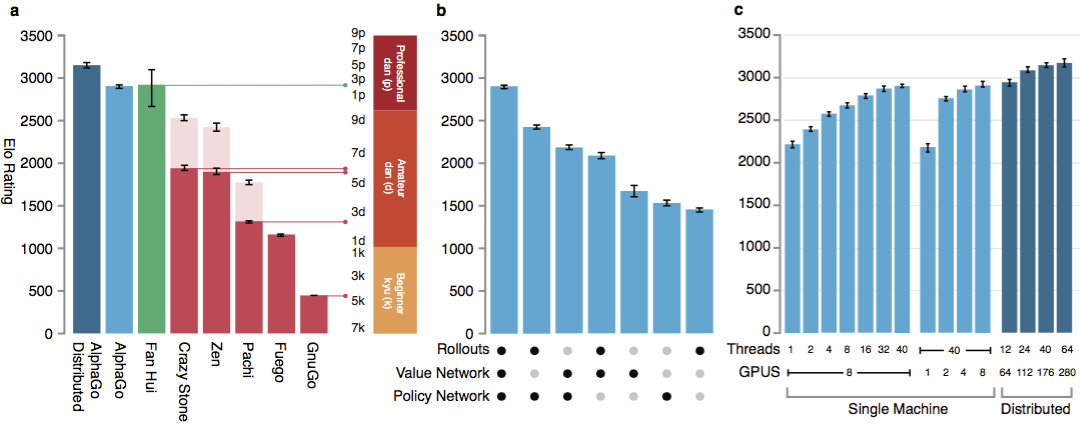 a
3500
3000
2500
2000
1500
1000
500
0
Elo Rating
AlphaGo Distributed
AlphaGo
Fan Hui
Crazy Stone
Zen
Pachi
Fuego
GnuGo
9p
7p
5p
3p
1p
9d
7d
5d
3d
1d
1k
3k
5k
7k
Professional
dan (p)
Amateur
dan (d)
Beginner
kyu (k)
b
3500
3000
2500
2000
1500
1000
500
0
Rollouts
Value Network
Policy Network
c
3500
3000
2500
2000
1500
1000
500
0
Threads 1 2 4 8 16 32 40 40 12 24 40 64
GPUS 8 1 2 4 8 64 112 176 280
Single Machine Distributed